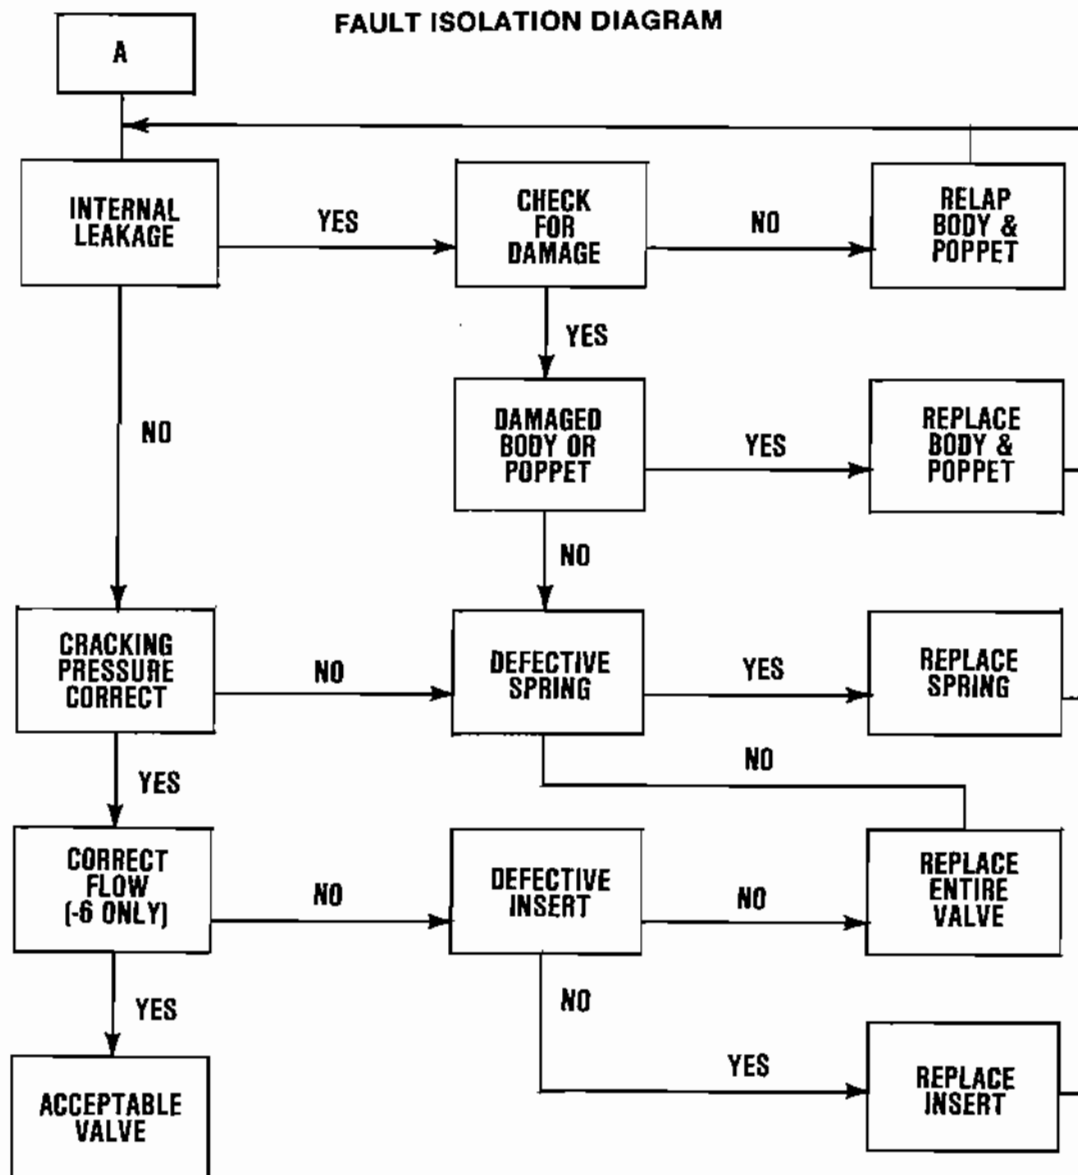 FAULT ISOLATION DIAGRAM
A
INTERNAL
LEAKAGE
YES
CHECK
FOR
DAMAGE
NO
RELAP
BODY &
POPPET
YES
NO
DAMAGED
BODY OR
POPPET
YES
REPLACE
BODY &
POPPET
NO
CRACKING
PRESSURE
CORRECT
NO
DEFECTIVE
SPRING
YES
REPLACE
SPRING
NO
YES
CORRECT
FLOW
(-6 ONLY)
NO
DEFECTIVE
INSERT
NO
REPLACE
ENTIRE
VALVE
YES
NO
YES
REPLACE
INSERT
ACCEPTABLE
VALVE